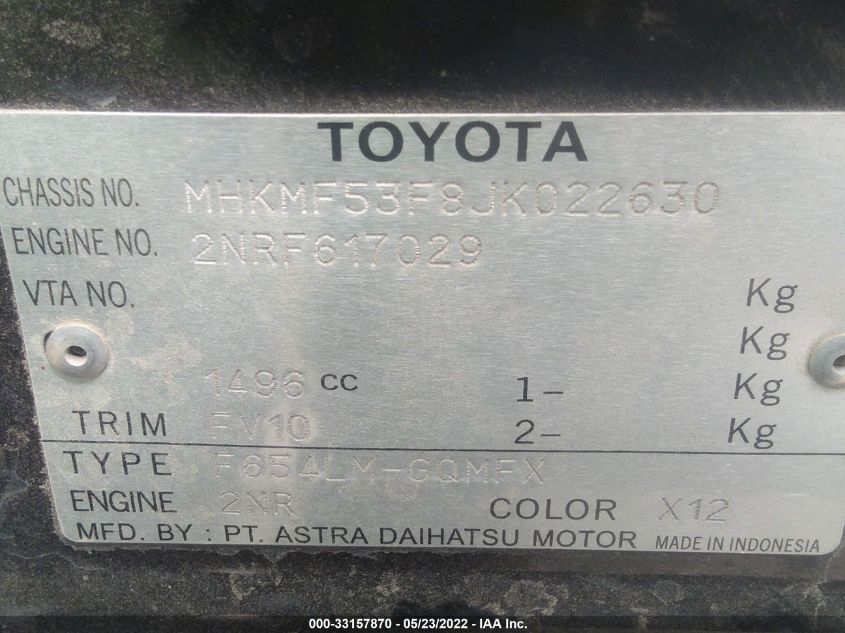 TOYOTA
CHASSIS NO. MHKMF53F8JK022630
ENGINE NO. 2NRF617029
VTA NO. Kg
Kg
1496 CC 1- Kg
TRIM FV10 2- Kg
TYPE F654LM-GQMFX
ENGINE 2NR COLOR X12
MFD. BY : PT. ASTRA DAIHATSU MOTOR MADE IN INDONESIA
000-33157870 - 05/23/2022 - IAA Inc.